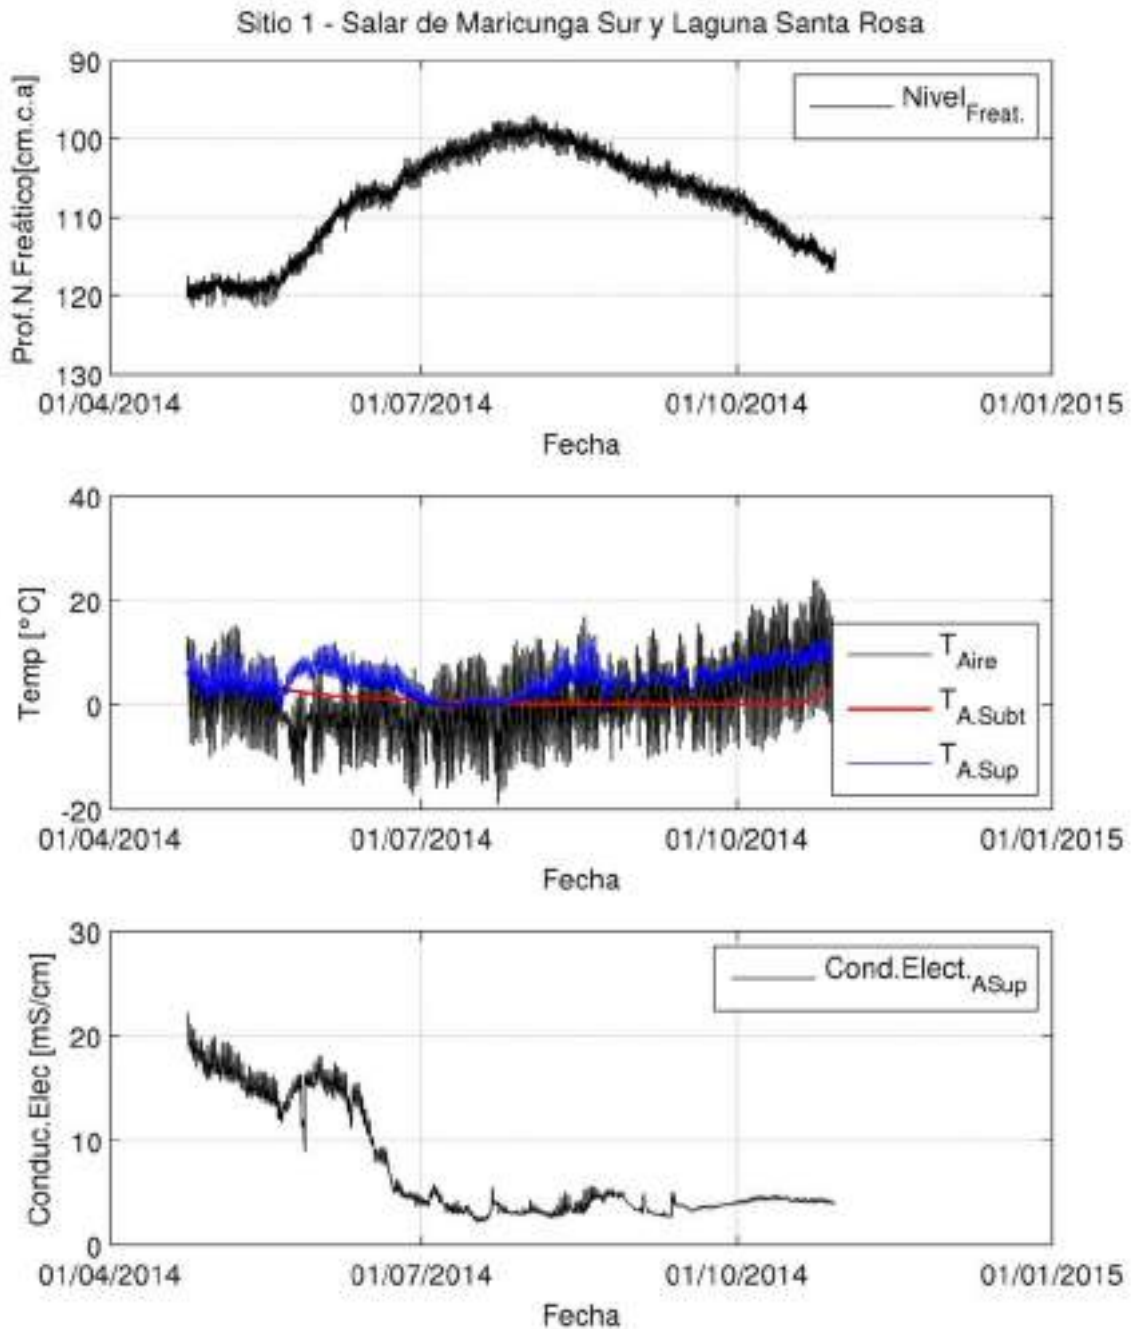 Sitio 1 - Salar de Maricunga Sur y Laguna Santa Rosa
Prof.N.Freático[cm.c.a]
90
100
110
120
130
Nivel Freat.
01/04/2014 01/07/2014 01/10/2014 01/01/2015
Fecha
Temp [°C]
40
20
0
-20
T Aire
T A.Subt
T A.Sup
01/04/2014 01/07/2014 01/10/2014 01/01/2015
Fecha
Conduc.Elec [mS/cm]
30
20
10
0
Cond.Elect. ASup
01/04/2014 01/07/2014 01/10/2014 01/01/2015
Fecha